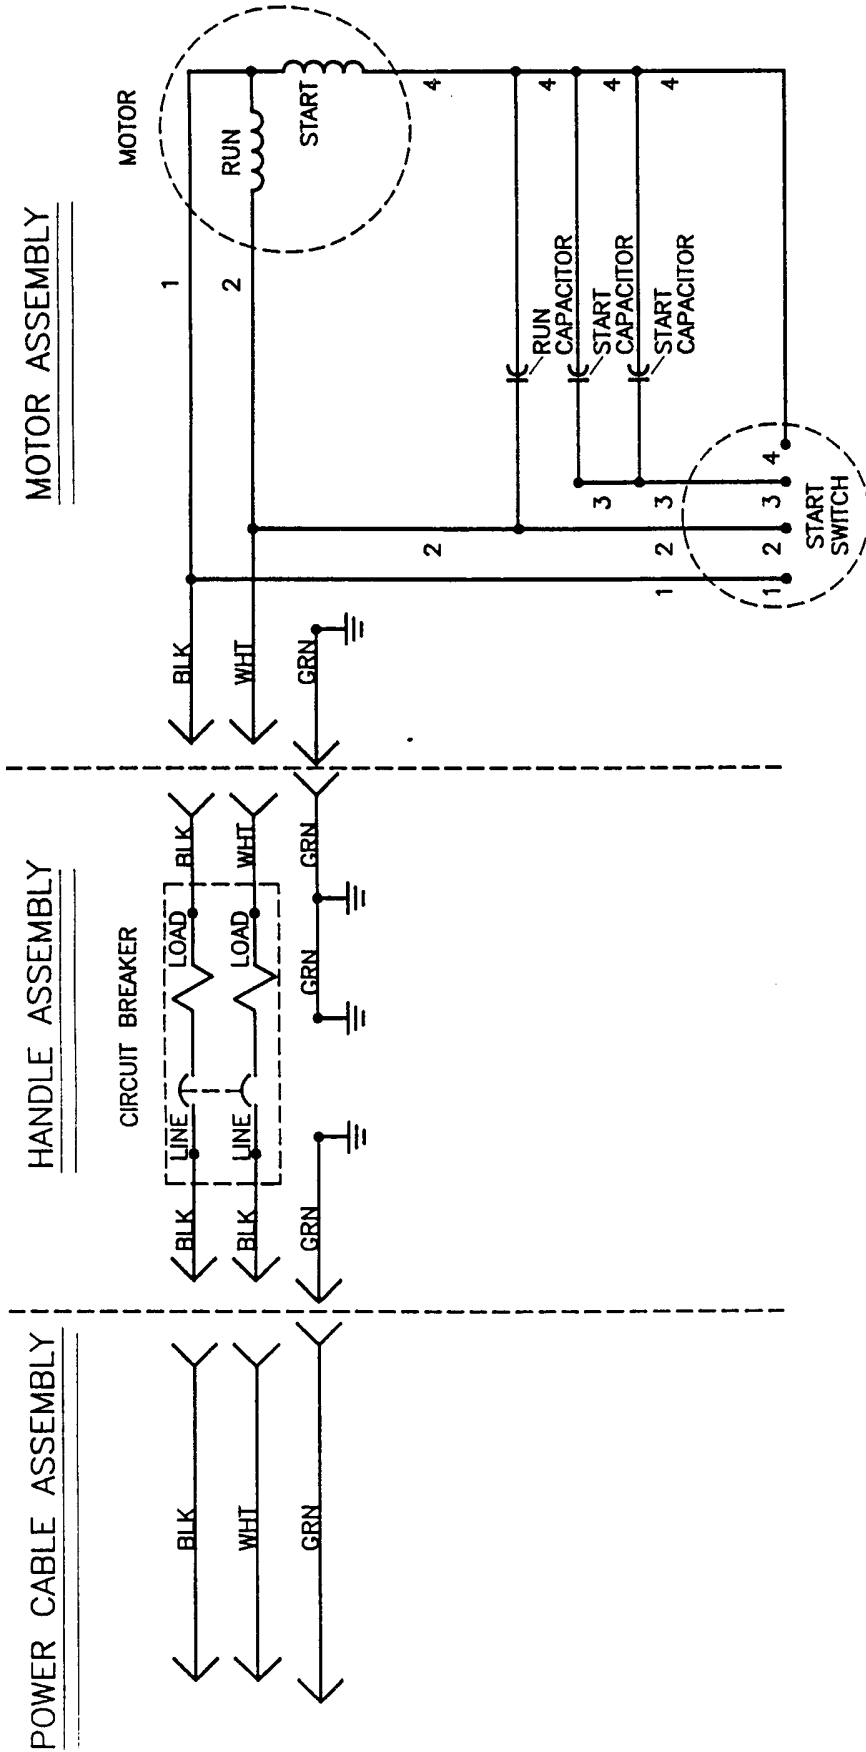 POWER CABLE ASSEMBLY
BLK
WHT
GRN
HANDLE ASSEMBLY
CIRCUIT BREAKER
BLK LINE LOAD BLK
BLK LINE LOAD WHT
GRN GRN GRN
MOTOR ASSEMBLY
MOTOR
1
BLK
2 RUN
WHT
GRN START
2 4
RUN
CAPACITOR
4
3
START
CAPACITOR
4
1 2 3
START
CAPACITOR
4
1 2 3 4
START
SWITCH